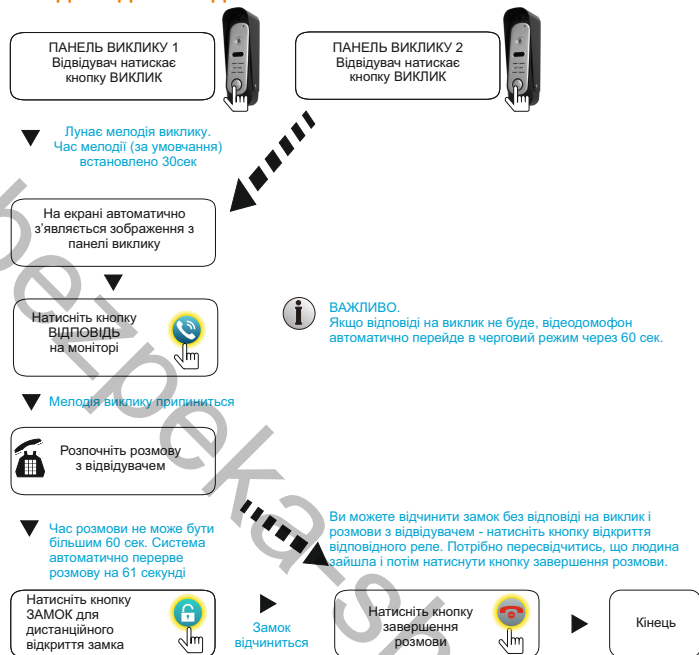 ПАНЕЛЬ ВИКЛИКУ 1
Відвідувач натискає
кнопку ВИКЛИК
ПАНЕЛЬ ВИКЛИКУ 2
Відвідувач натискає
кнопку ВИКЛИК
Лунає мелодія виклику.
Час мелодії (за умовчання)
встановлено 30сек
На екрані автоматично
з'являється зображення з
панелі виклику
Натисніть кнопку
ВІДПОВІДЬ
на моніторі
ВАЖЛИВО.
Якщо відповіді на виклик не буде, відеодомофон
автоматично перейде в черговий режим через 60 сек.
Мелодія виклику припиниться
Розпочніть розмову
з відвідувачем
Час розмови не може бути
більшим 60 сек. Система
автоматично перерве
розмову на 61 секунді
Ви можете відчинити замок без відповіді на виклик і
розмови з відвідувачем - натисніть кнопку відкриття
відповідного реле. Потрібно пересвідчитись, що людина
зайшла і потім натиснути кнопку завершення розмови.
Натисніть кнопку
ЗАМОК для
дистанційного
відкриття замка
Замок
відчиниться
Натисніть кнопку
завершення
розмови
Кінець
bezpeka-sh